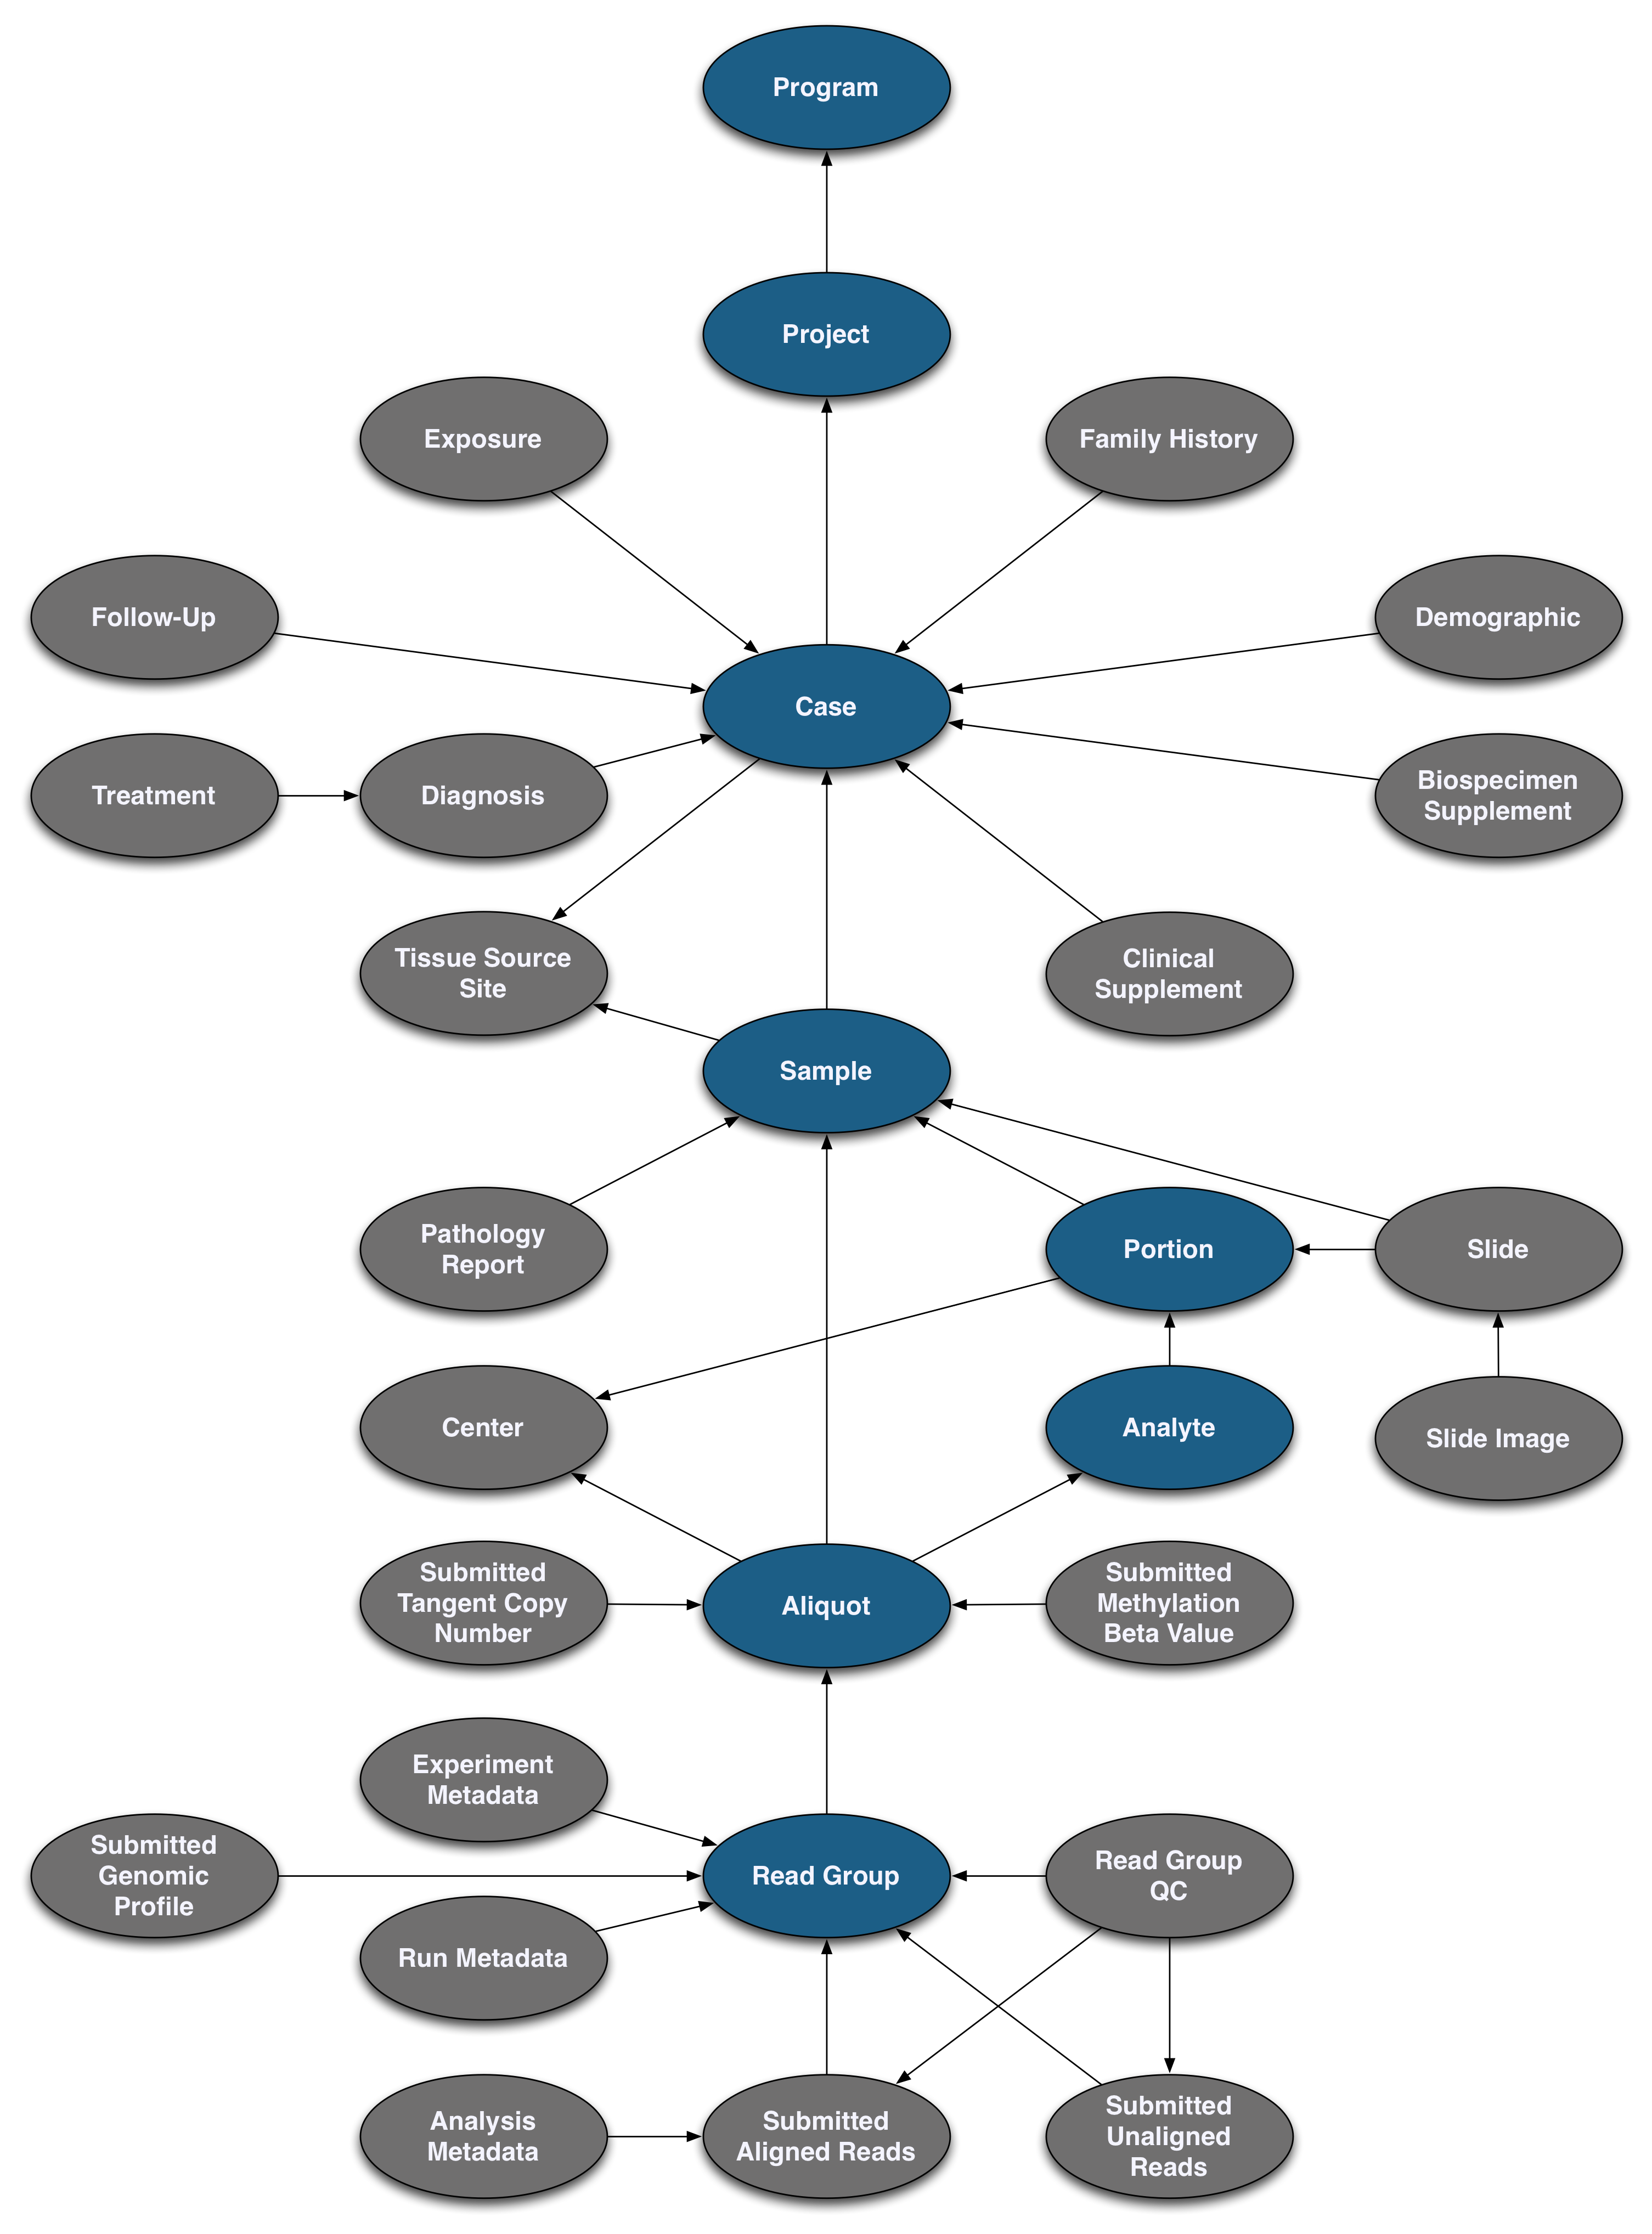 Program
Project
Exposure
Family History
Follow-Up
Demographic
Case
Treatment
Diagnosis
Biospecimen
Supplement
Tissue Source
Site
Clinical
Supplement
Sample
Pathology
Report
Portion
Slide
Center
Analyte
Slide Image
Submitted
Tangent Copy
Number
Aliquot
Submitted
Methylation
Beta Value
Experiment
Metadata
Submitted
Genomic
Profile
Read Group
Read Group
QC
Run Metadata
Analysis
Metadata
Submitted
Aligned Reads
Submitted
Unaligned
Reads